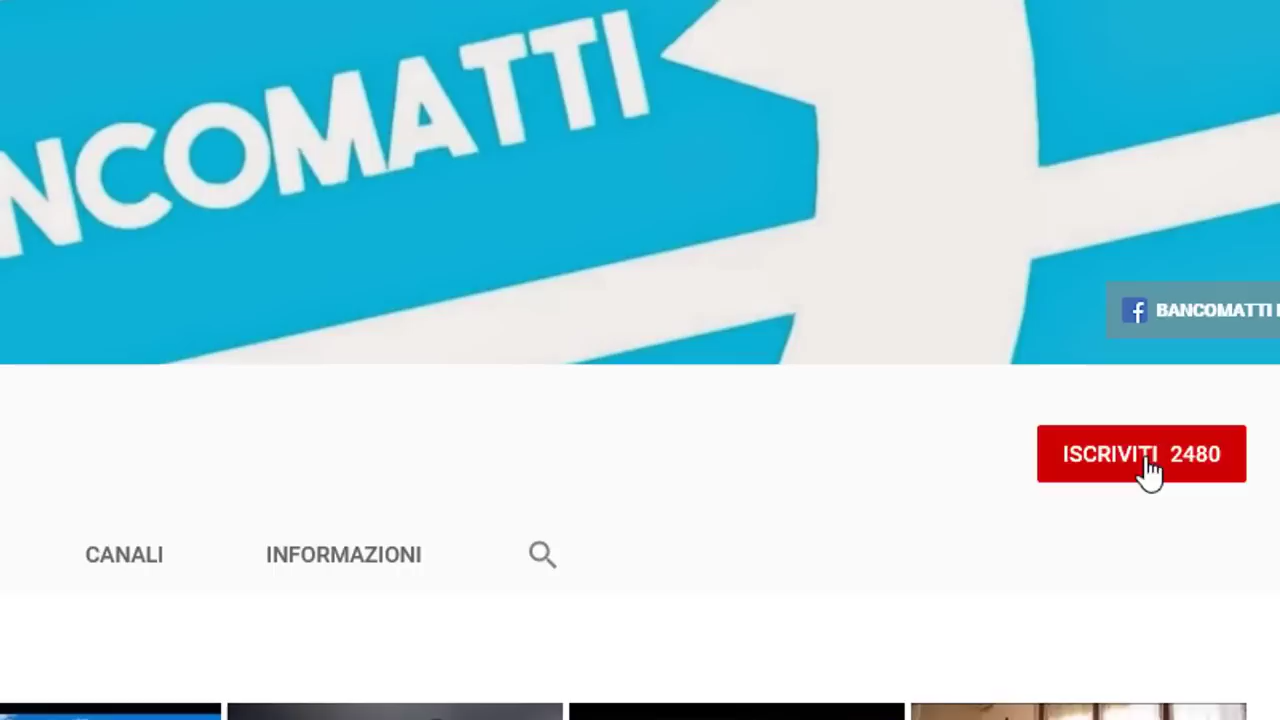 NCOMATTI
BANCOMATTI
ISCRIVITI 2480
CANALI INFORMAZIONI